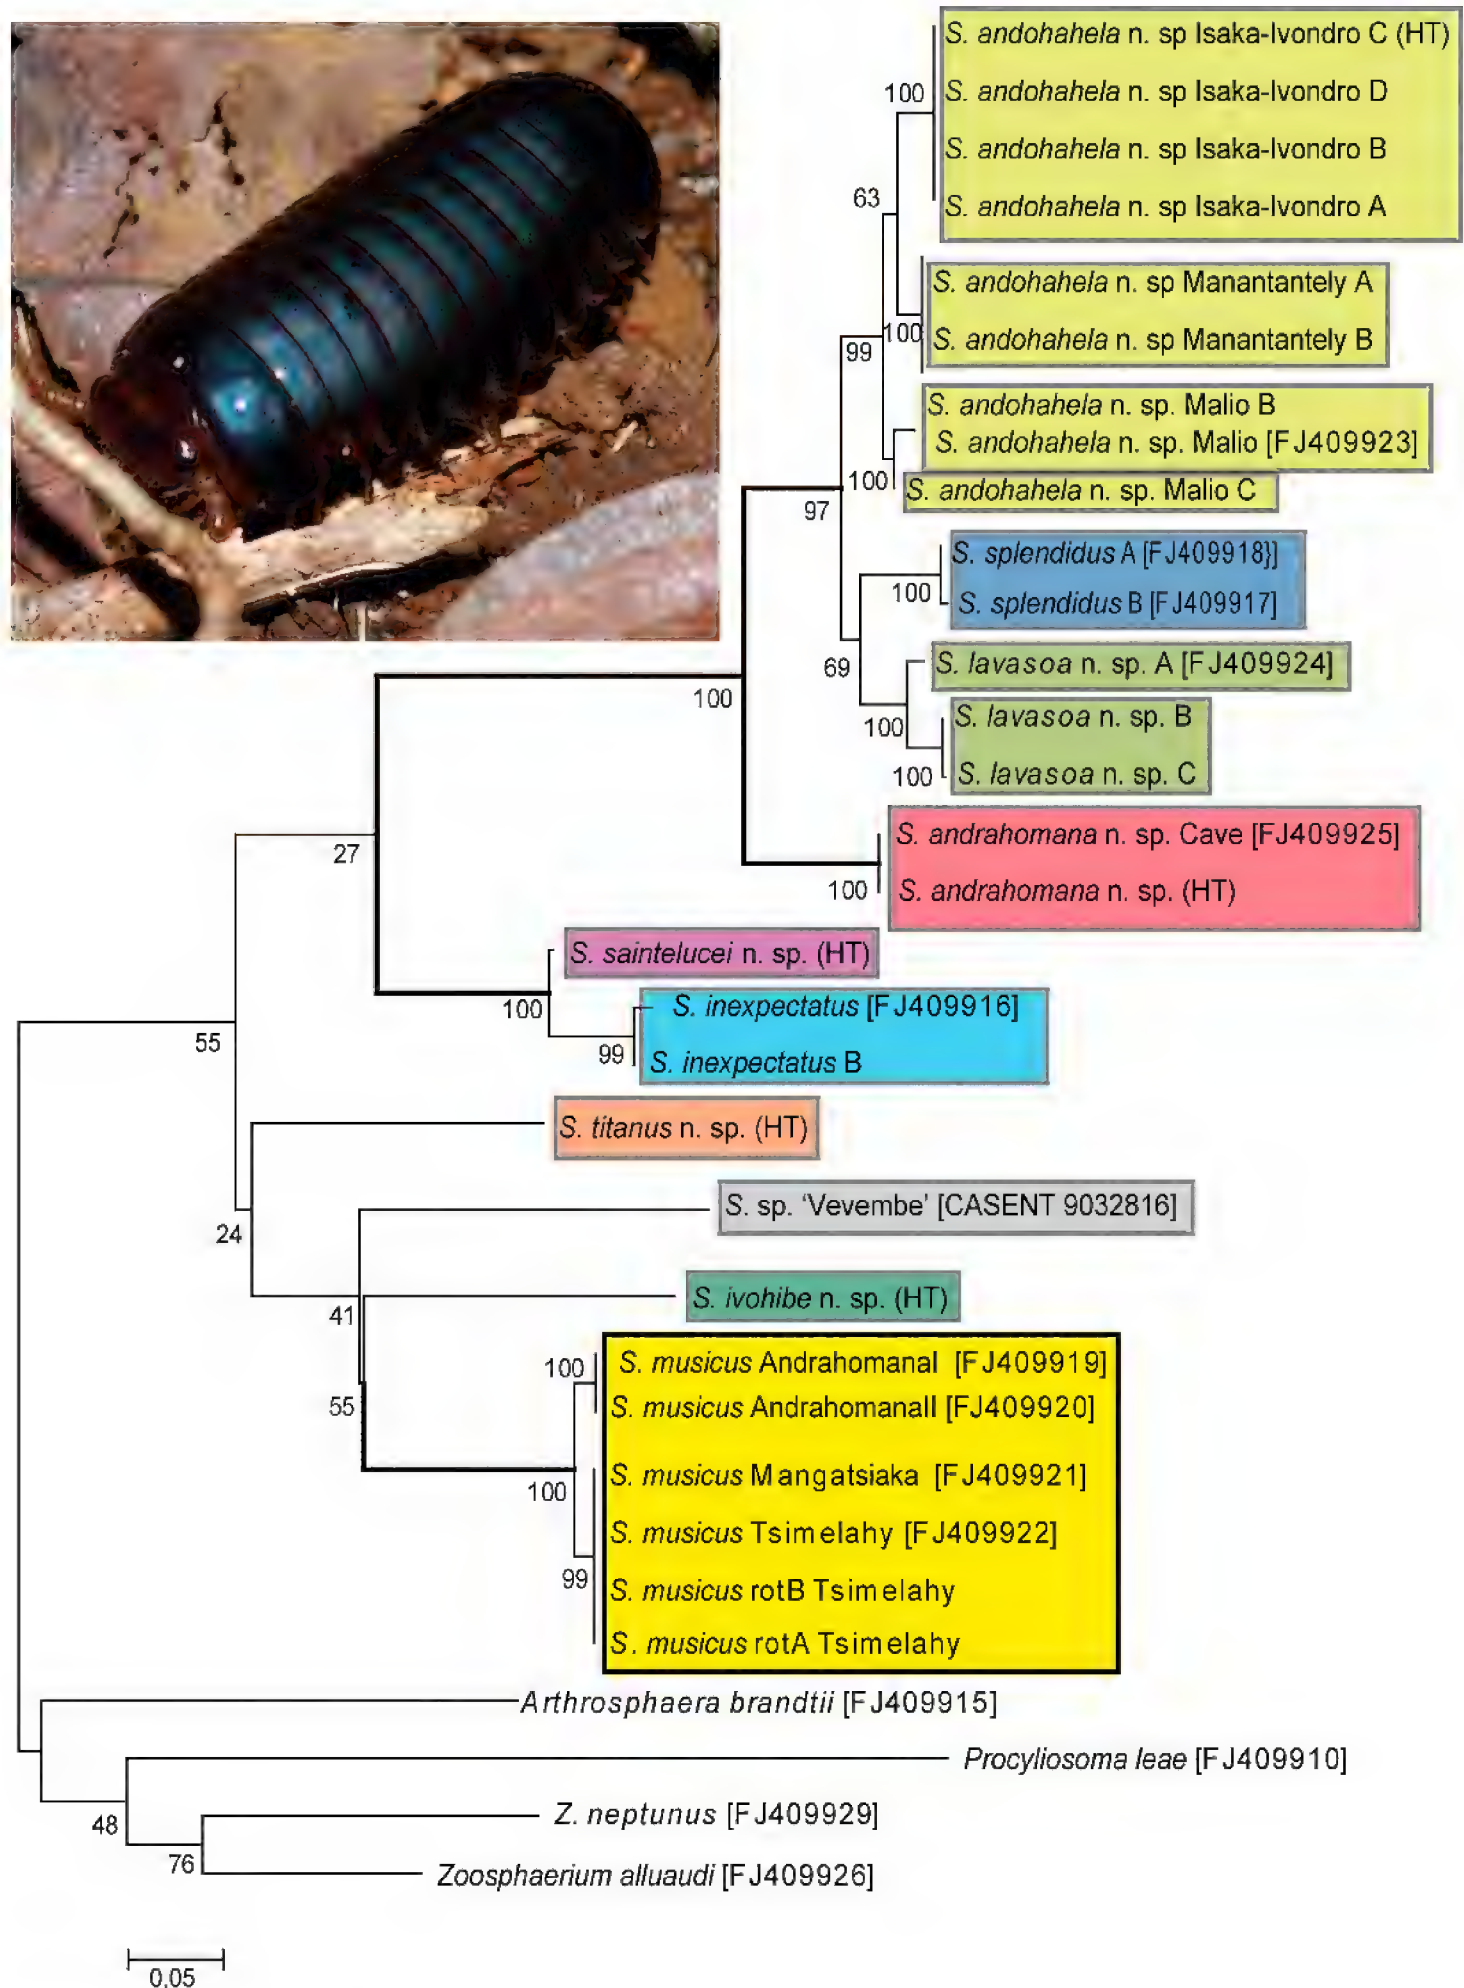 S. andohahela n. sp Isaka-Ivondro C (HT)
100 S. andohahela n. sp Isaka-Ivondro D
S. andohahela n. sp Isaka-Ivondro B
63
S. andohahela n. sp Isaka-Ivondro A
S. andohahela n. sp Manantantely A
100
S. andohahela n. sp Manantantely B
99
S. andohahela n. sp. Malio B
S. andohahela n. sp. Malio [FJ409923]
100
S. andohahela n. sp. Malio C
97
S. splendidus A [FJ409918}]
100
S. splendidus B [FJ409917]
69
S. lavasoa n. sp. A [FJ409924]
100
S. lavasoa n. sp. B
100 S. lavasoa n. sp. C
100
S. andrahomana n. sp. Cave [FJ409925]
27
100 S. andrahomana n. sp. (HT)
S. saintelucei n. sp. (HT)
100
S. inexpectatus [FJ409916]
55
99 S. inexpectatus B
S. titanus n. sp. (HT)
S. sp. ‘Vevembe’ [CASENT 9032816]
24
S. ivohibe n. sp. (HT)
41
100 S. musicus AndrahomanaI [FJ409919]
55 S. musicus AndrahomanaII [FJ409920]
S. musicus Mangatsiaka [FJ409921]
100
S. musicus Tsimelahy [FJ409922]
99
S. musicus rotB Tsimelahy
S. musicus rotA Tsimelahy
Arthrosphaera brandtii [FJ409915]
Procyliosoma leae [FJ409910]
48 Z. neptunus [FJ409929]
76
Zoosphaerium alluaudi [FJ409926]
0,05